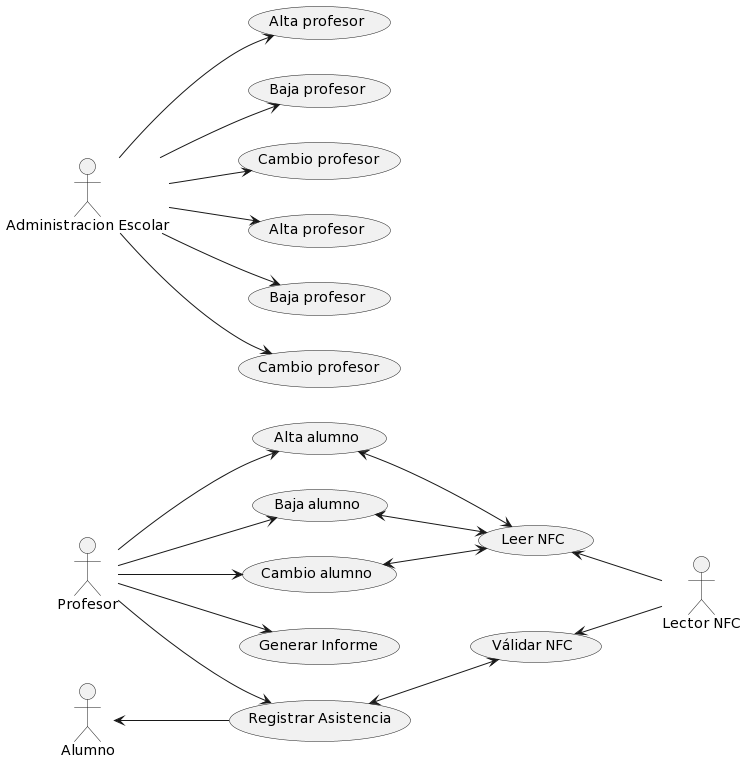 Alta profesor
Baja profesor
Cambio profesor
Administracion Escolar
Alta profesor
Baja profesor
Cambio profesor
Alta alumno
Baja alumno
Leer NFC
Cambio alumno
Profesor
Lector NFC
Generar Informe
Válidar NFC
Registrar Asistencia
Alumno